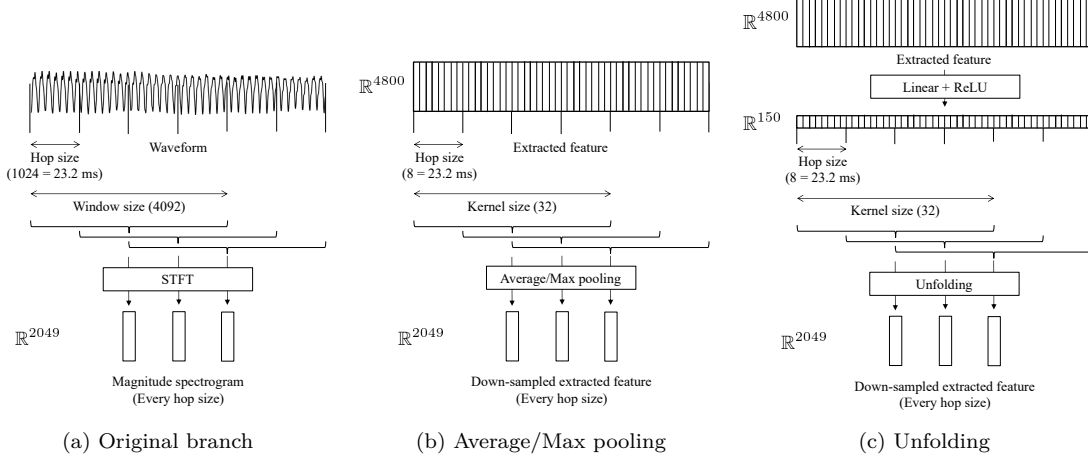 Waveform
Hop size
(1024 = 23.2 ms)
Window size (4092)
STFT
ℝ^2049
Magnitude spectrogram
(Every hop size)
(a) Original branch
ℝ^4800
Extracted feature
Hop size
(8 = 23.2 ms)
Kernel size (32)
Average/Max pooling
ℝ^2049
Down-sampled extracted feature
(Every hop size)
(b) Average/Max pooling
ℝ^4800
Extracted feature
Linear + ReLU
ℝ^150
Hop size
(8 = 23.2 ms)
Kernel size (32)
Unfolding
ℝ^2049
Down-sampled extracted feature
(Every hop size)
(c) Unfolding